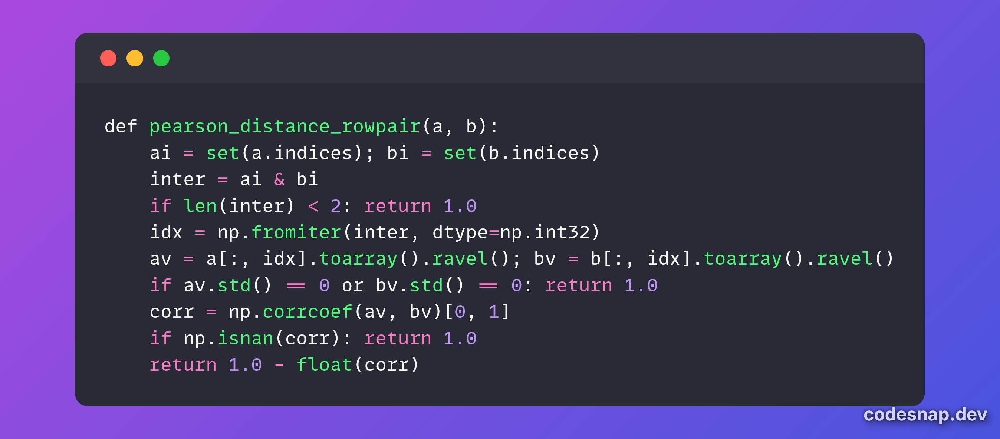 def pearson_distance_rowpair(a, b):
    ai = set(a.indices); bi = set(b.indices)
    inter = ai & bi
    if len(inter) < 2: return 1.0
    idx = np.fromiter(inter, dtype=np.int32)
    av = a[:, idx].toarray().ravel(); bv = b[:, idx].toarray().ravel()
    if av.std() == 0 or bv.std() == 0: return 1.0
    corr = np.corrcoef(av, bv)[0, 1]
    if np.isnan(corr): return 1.0
    return 1.0 - float(corr)
codesnap.dev